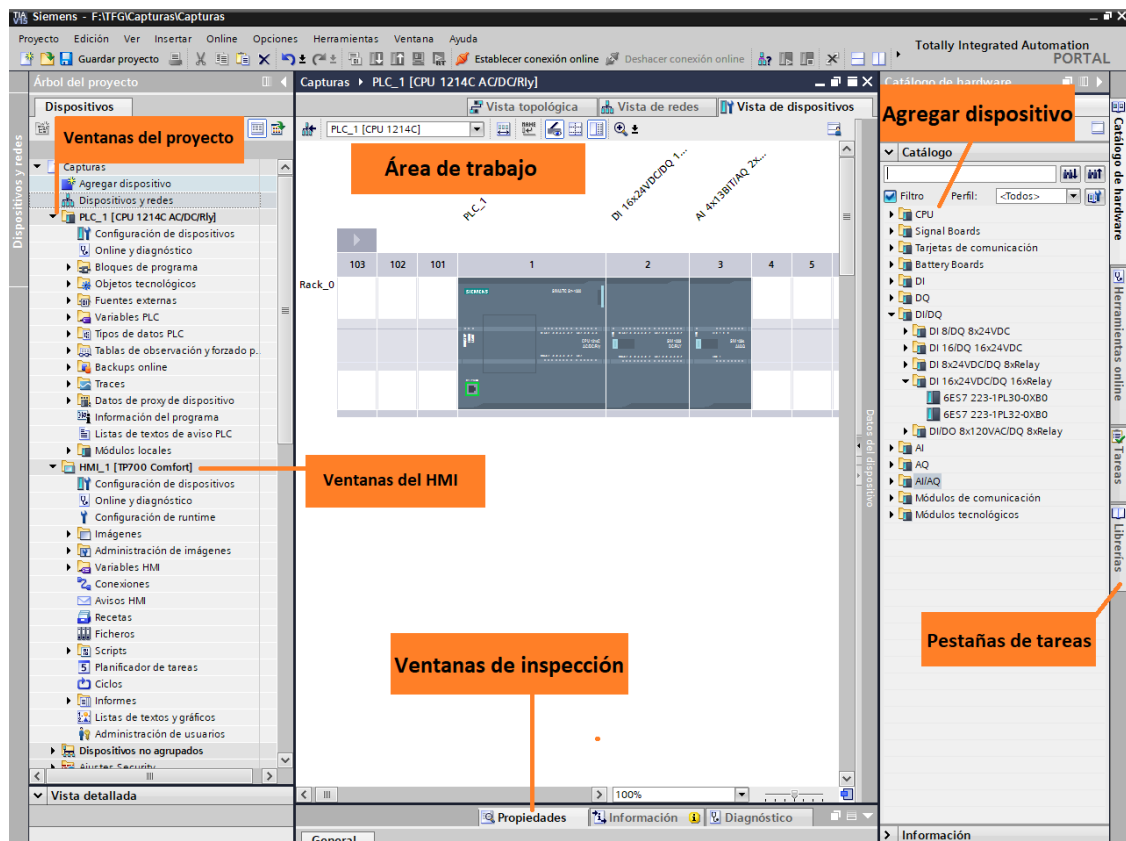 Siemens - F:\TFG\Capturas\Capturas
Proyecto Edición Ver Insertar Online Opciones Herramientas Ventana Ayuda
Guardar proyecto
Establecer conexión online
Deshacer conexión online
Totally Integrated Automation
PORTAL
Árbol del proyecto
Dispositivos
Ventanas del proyecto
Dispositivos y redes
Capturas
Agregar dispositivo
Dispositivos y redes
PLC_1 [CPU 1214C AC/DC/Rly]
Configuración de dispositivos
Online y diagnóstico
Bloques de programa
Objetos tecnológicos
Fuentes externas
Variables PLC
Tipos de datos PLC
Tablas de observación y forzado p..
Backups online
Traces
Datos de proxy de dispositivo
Información del programa
Listas de textos de aviso PLC
Módulos locales
HMI_1 [TP700 Comfort]
Configuración de dispositivos
Online y diagnóstico
Configuración de runtime
Imágenes
Administración de imágenes
Variables HMI
Conexiones
Avisos HMI
Recetas
Ficheros
Scripts
Planificador de tareas
Ciclos
Informes
Listas de textos y gráficos
Administración de usuarios
Dispositivos no agrupados
Ajustes Security
Vista detallada
Capturas PLC_1 [CPU 1214C AC/DC/Rly]
Vista topológica
Vista de redes
Vista de dispositivos
PLC_1 [CPU 1214C]
Área de trabajo
PLC_1
DI 16x24VDC/DQ 1...
AI 4x13BIT/AQ 2x...
103 102 101 1 2 3 4 5
Rack_0
SIEMENS
Ventanas del HMI
Ventanas de inspección
100%
Datos del dispositivo
Propiedades
Información
Diagnóstico
General
Catálogo de hardware
Agregar dispositivo
Catálogo
Filtro Perfil: <Todos>
CPU
Signal Boards
Tarjetas de comunicación
Battery Boards
DI
DQ
DI/DQ
DI 8/DQ 8x24VDC
DI 16/DQ 16x24VDC
DI 8x24VDC/DQ 8xRelay
DI 16x24VDC/DQ 16xRelay
6ES7 223-1PL30-0XB0
6ES7 223-1PL32-0XB0
DI/DO 8x120VAC/DQ 8xRelay
AI
AQ
AI/AQ
Módulos de comunicación
Módulos tecnológicos
Pestañas de tareas
Información
Catálogo de hardware
Herramientas online
Tareas
Librerías